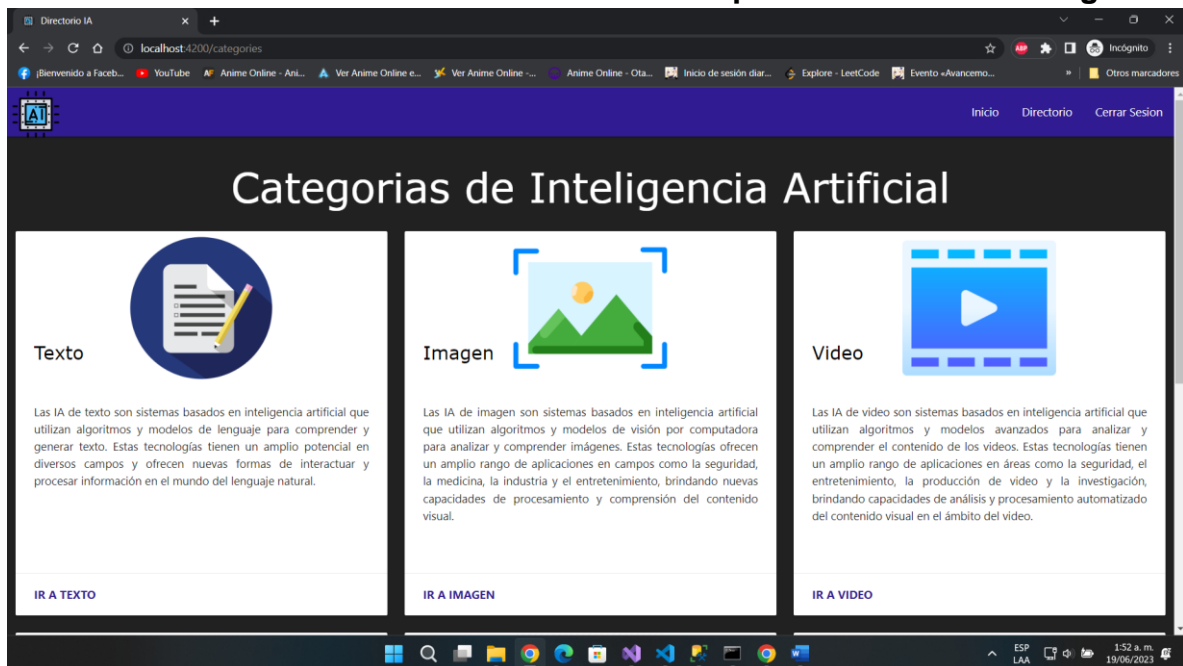 Directorio IA
localhost:4200/categories
Incógnito
¡Bienvenido a Faceb...
YouTube
Anime Online - Ani...
Ver Anime Online e...
Ver Anime Online -...
Anime Online - Ota...
Inicio de sesión diar...
Explore - LeetCode
Evento «Avancemo...
»
Otros marcadores
AI
Inicio
Directorio
Cerrar Sesion
Categorias de Inteligencia Artificial
Texto
Las IA de texto son sistemas basados en inteligencia artificial que
utilizan algoritmos y modelos de lenguaje para comprender y
generar texto. Estas tecnologías tienen un amplio potencial en
diversos campos y ofrecen nuevas formas de interactuar y
procesar información en el mundo del lenguaje natural.
IR A TEXTO
Imagen
Las IA de imagen son sistemas basados en inteligencia artificial
que utilizan algoritmos y modelos de visión por computadora
para analizar y comprender imágenes. Estas tecnologías ofrecen
un amplio rango de aplicaciones en campos como la seguridad,
la medicina, la industria y el entretenimiento, brindando nuevas
capacidades de procesamiento y comprensión del contenido
visual.
IR A IMAGEN
Video
Las IA de video son sistemas basados en inteligencia artificial que
utilizan algoritmos y modelos avanzados para analizar y
comprender el contenido de los videos. Estas tecnologías tienen
un amplio rango de aplicaciones en áreas como la seguridad, el
entretenimiento, la producción de video y la investigación,
brindando capacidades de análisis y procesamiento automatizado
del contenido visual en el ámbito del video.
IR A VIDEO
ESP
LAA
1:52 a. m.
19/06/2023